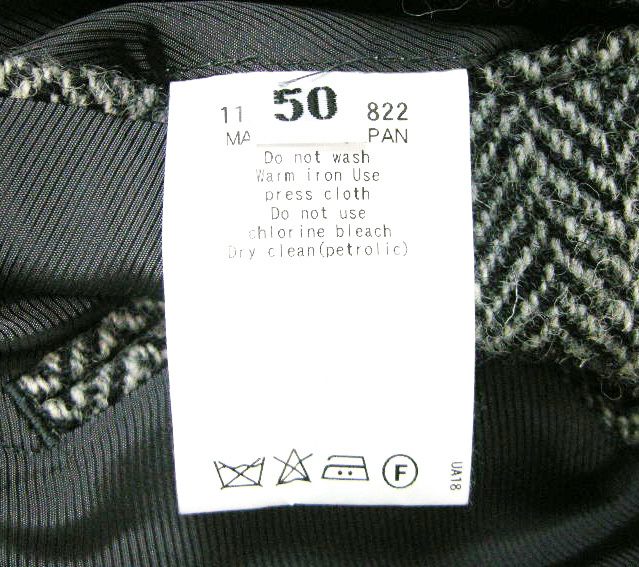 11 50 822
MA PAN
Do not wash
Warm iron Use
press cloth
Do not use
chlorine bleach
Dry clean(petrolic)
F
UA18